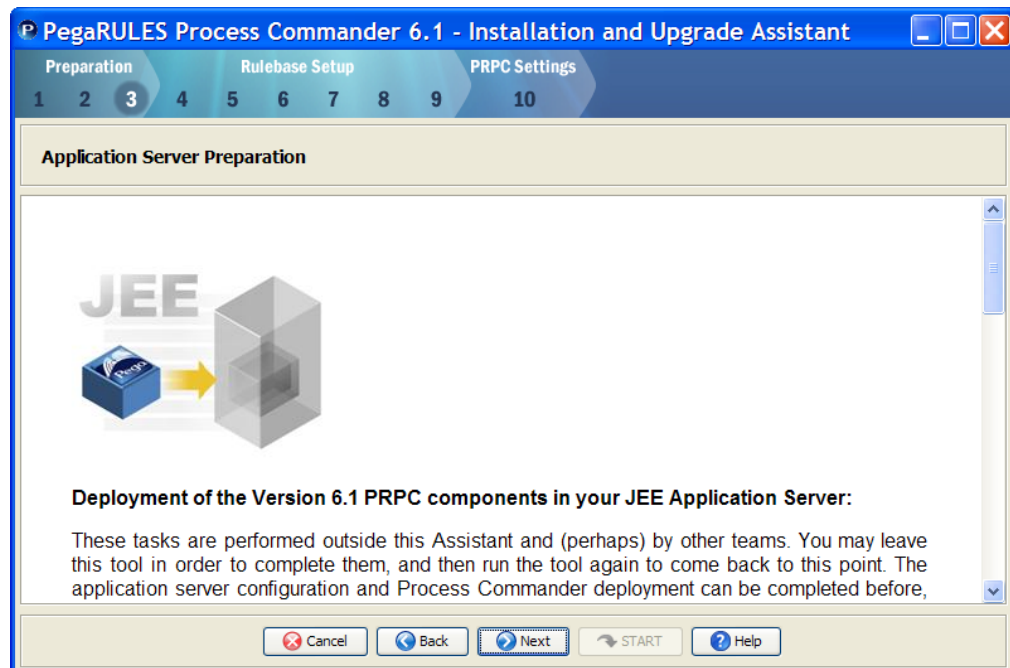 PegaRULES Process Commander 6.1 - Installation and Upgrade Assistant
Preparation Rulebase Setup PRPC Settings
1 2 3 4 5 6 7 8 9 10
Application Server Preparation
JEE
Pega
Deployment of the Version 6.1 PRPC components in your JEE Application Server:
These tasks are performed outside this Assistant and (perhaps) by other teams. You may leave
this tool in order to complete them, and then run the tool again to come back to this point. The
application server configuration and Process Commander deployment can be completed before,
Cancel Back Next START Help